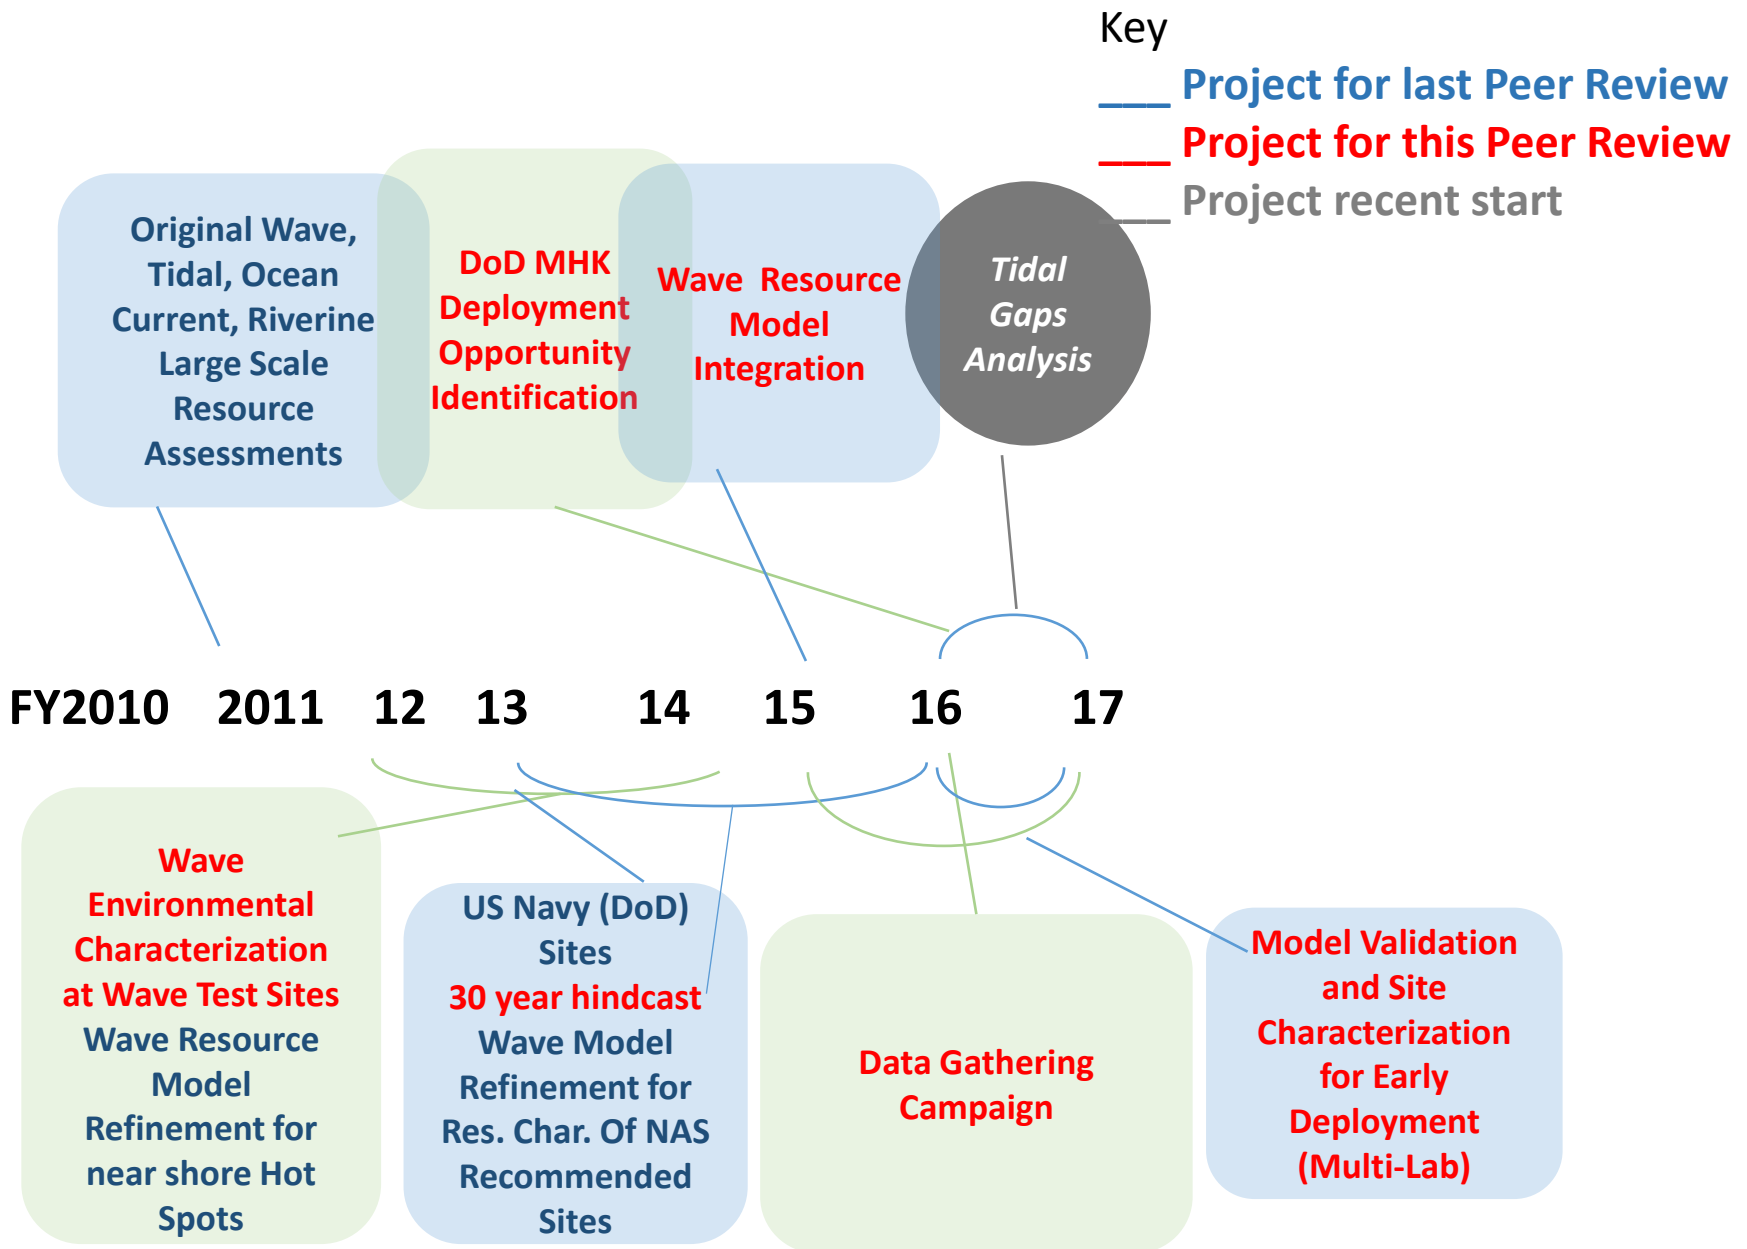 Key
___ Project for last Peer Review
___ Project for this Peer Review
___ Project recent start
Original Wave,
Tidal, Ocean
Current, Riverine
Large Scale
Resource
Assessments
DoD MHK
Deployment
Opportunity
Identification
Wave Resource
Model
Integration
Tidal
Gaps
Analysis
FY2010 2011 12 13 14 15 16 17
Wave
Environmental
Characterization
at Wave Test Sites
Wave Resource
Model
Refinement for
near shore Hot
Spots
US Navy (DoD)
Sites
30 year hindcast
Wave Model
Refinement for
Res. Char. Of NAS
Recommended
Sites
Data Gathering
Campaign
Model Validation
and Site
Characterization
for Early
Deployment
(Multi-Lab)